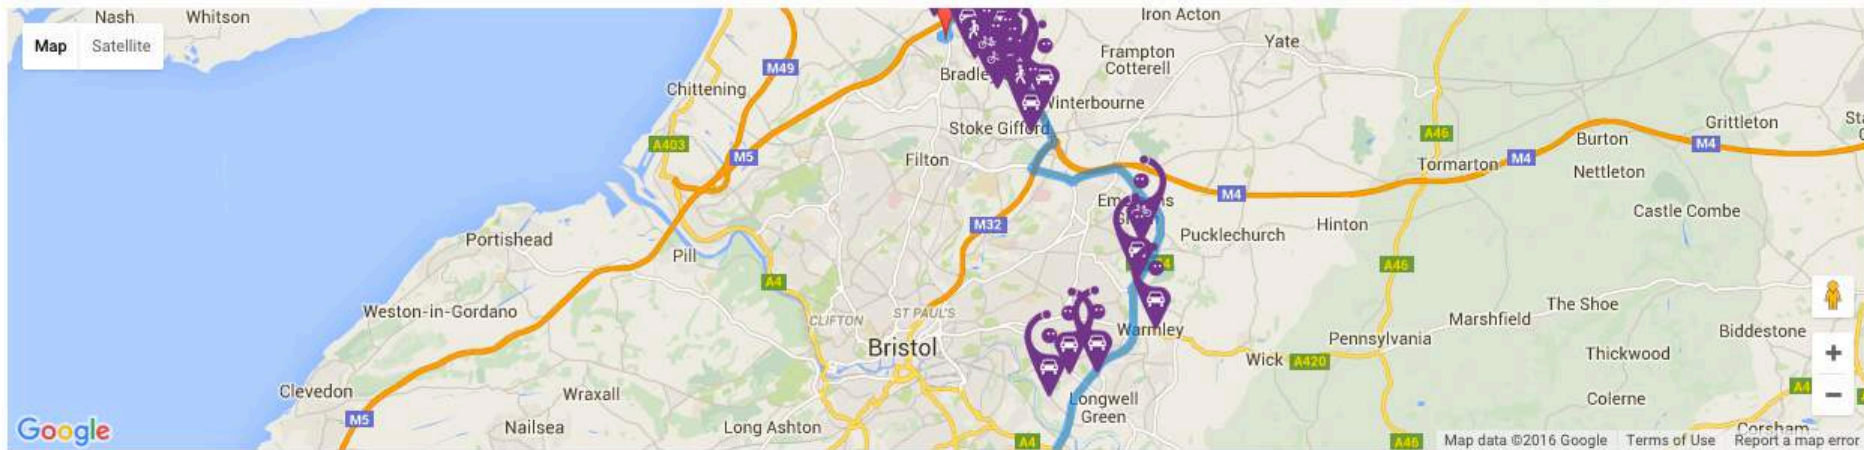 Nash
Whitson
Iron Acton
Map
Satellite
Yate
Frampton
Cotterell
M49
Chittening
Winterbourne
Stoke Gifford
A403
M5
Filton
A46
Tormarton
M4
Burton
M4
Grittleton
Nettleton
M4
Castle Combe
M32
Portishead
Pill
Pucklechurch
Hinton
A4
A46
Weston-in-Gordano
CLIFTON
ST PAUL'S
Bristol
Warmley
Wick
A420
Pennsylvania
Marshfield
The Shoe
Biddestone
Thickwood
Clevedon
Wraxall
Colerne
M5
Nailsea
Long Ashton
Longwell
Green
A4
A46
Corsham
Google
Map data ©2016 Google
Terms of Use
Report a map error